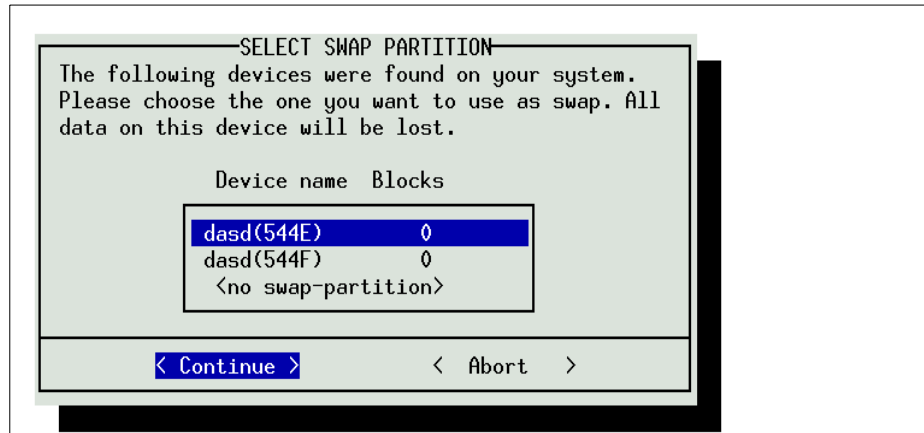 SELECT SWAP PARTITION
The following devices were found on your system.
Please choose the one you want to use as swap. All
data on this device will be lost.
Device name Blocks
dasd(544E) 0
dasd(544F) 0
<no swap-partition>
< Continue > < Abort >